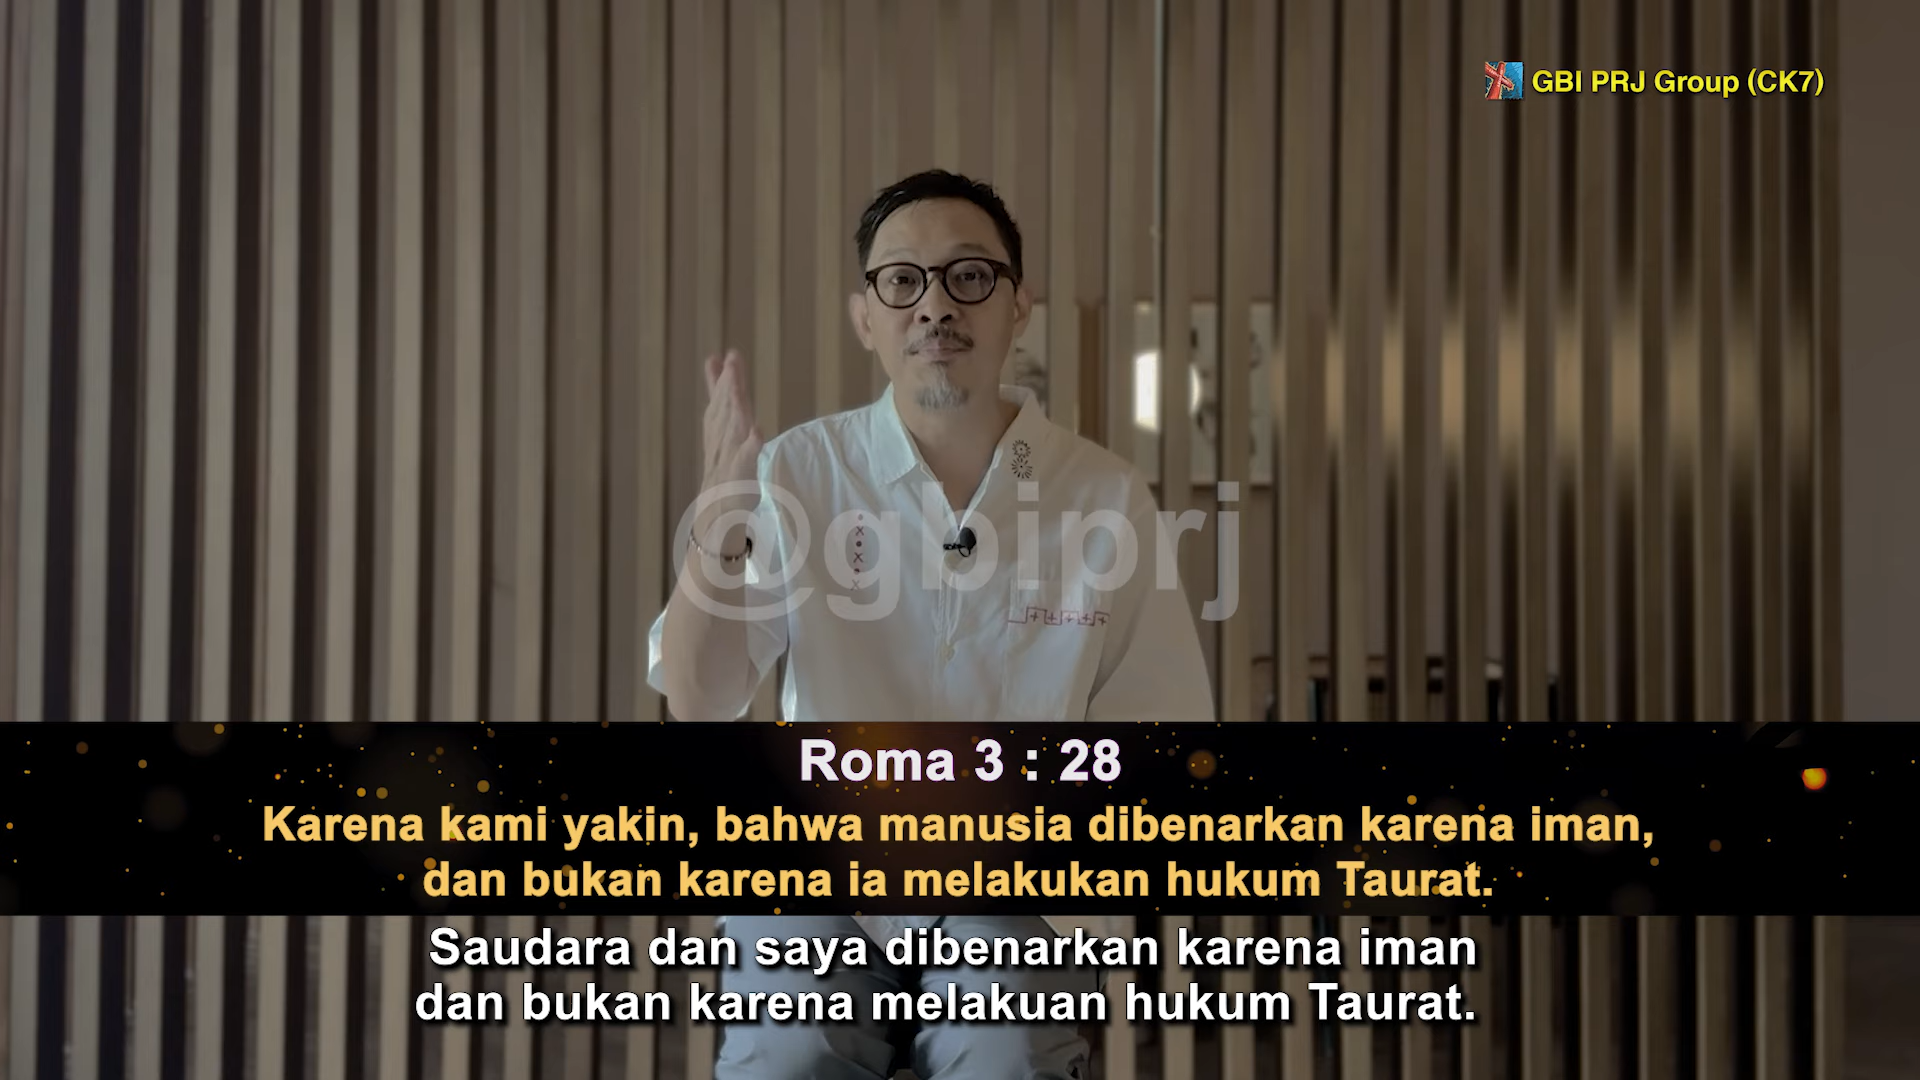 GBI PRJ Group (CK7)
@gbiprj
Roma 3 : 28
Karena kami yakin, bahwa manusia dibenarkan karena iman,
dan bukan karena ia melakukan hukum Taurat.
Saudara dan saya dibenarkan karena iman
dan bukan karena melakuan hukum Taurat.